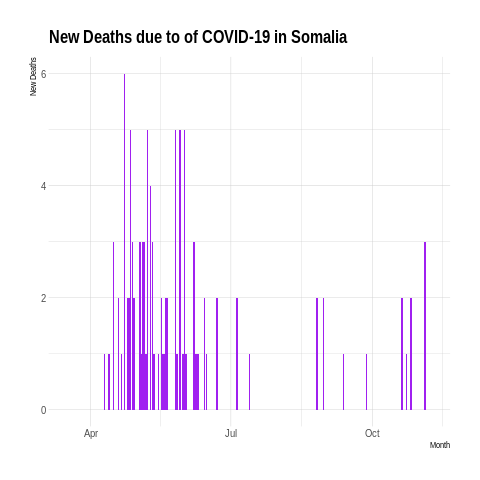 New Deaths due to of COVID-19 in Somalia
New Deaths
6
4
2
0
Apr
Jul
Oct
Month